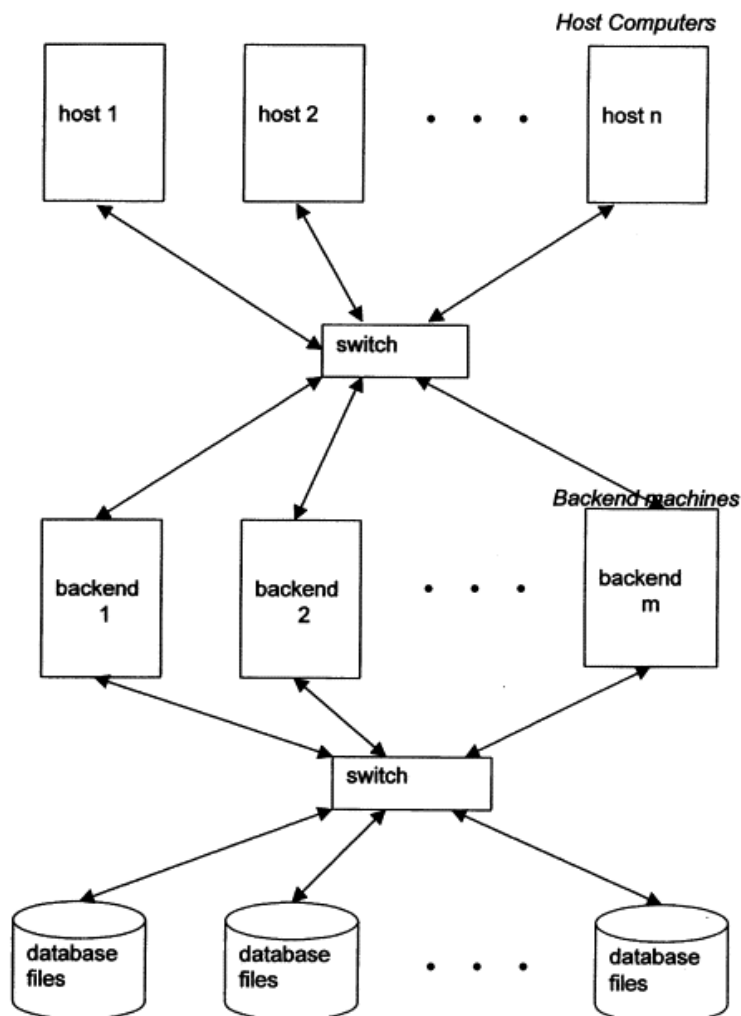 Host Computers
host 1
host 2
host n
switch
Backend machines
backend
1
backend
2
backend
m
switch
database
files
database
files
database
files